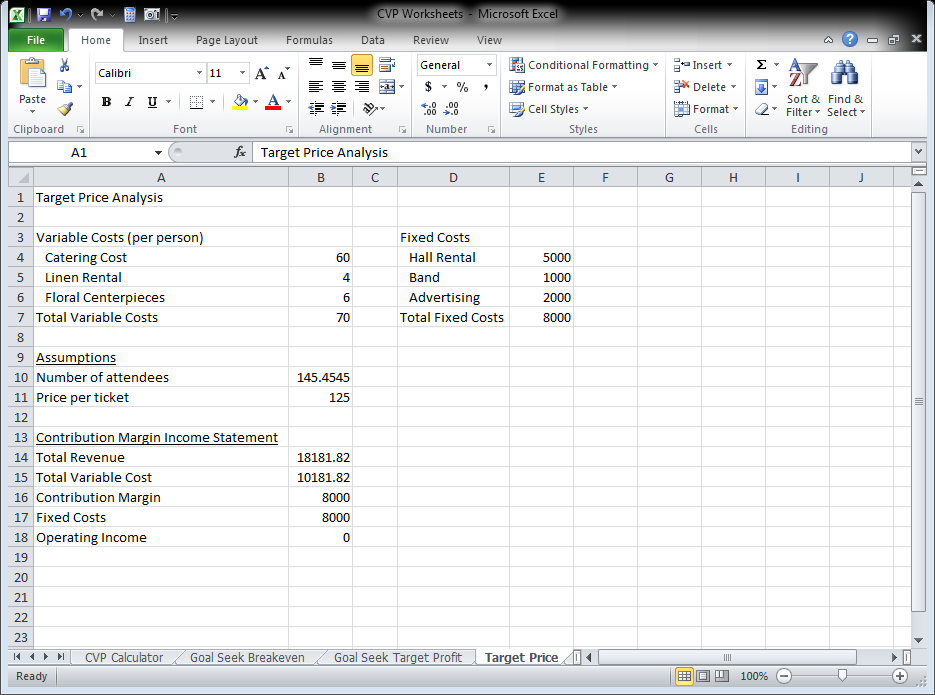 CVP Worksheets - Microsoft Excel
File Home Insert Page Layout Formulas Data Review View
Calibri 11 General Conditional Formatting Insert Σ
Paste Format as Table Delete Sort & Filter Find & Select
B I U $ % , Cell Styles Format
Clipboard Font Alignment Number Styles Cells Editing
A1 fx Target Price Analysis
A B C D E F G H I J
1 Target Price Analysis
2
3 Variable Costs (per person) Fixed Costs
4 Catering Cost 60 Hall Rental 5000
5 Linen Rental 4 Band 1000
6 Floral Centerpieces 6 Advertising 2000
7 Total Variable Costs 70 Total Fixed Costs 8000
8
9 Assumptions
10 Number of attendees 145.4545
11 Price per ticket 125
12
13 Contribution Margin Income Statement
14 Total Revenue 18181.82
15 Total Variable Cost 10181.82
16 Contribution Margin 8000
17 Fixed Costs 8000
18 Operating Income 0
19
20
21
22
23
CVP Calculator Goal Seek Breakeven Goal Seek Target Profit Target Price
Ready 100%